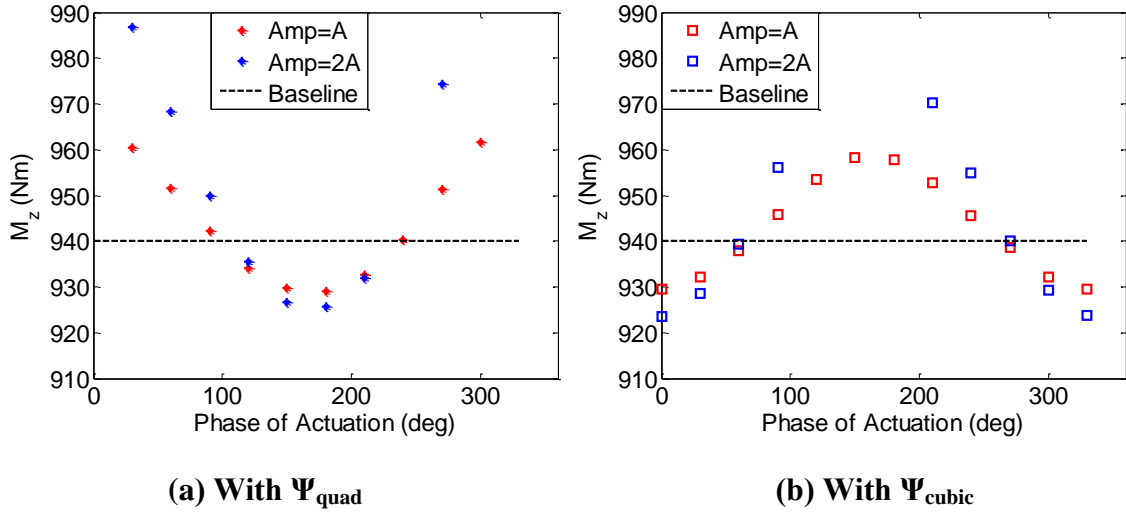 990
980
970
960
950
940
930
920
910
M_z (Nm)
Amp=A
Amp=2A
Baseline
0
100
200
300
Phase of Actuation (deg)
(a) With Ψquad
990
980
970
960
950
940
930
920
910
M_z (Nm)
Amp=A
Amp=2A
Baseline
0
100
200
300
Phase of Actuation (deg)
(b) With Ψcubic